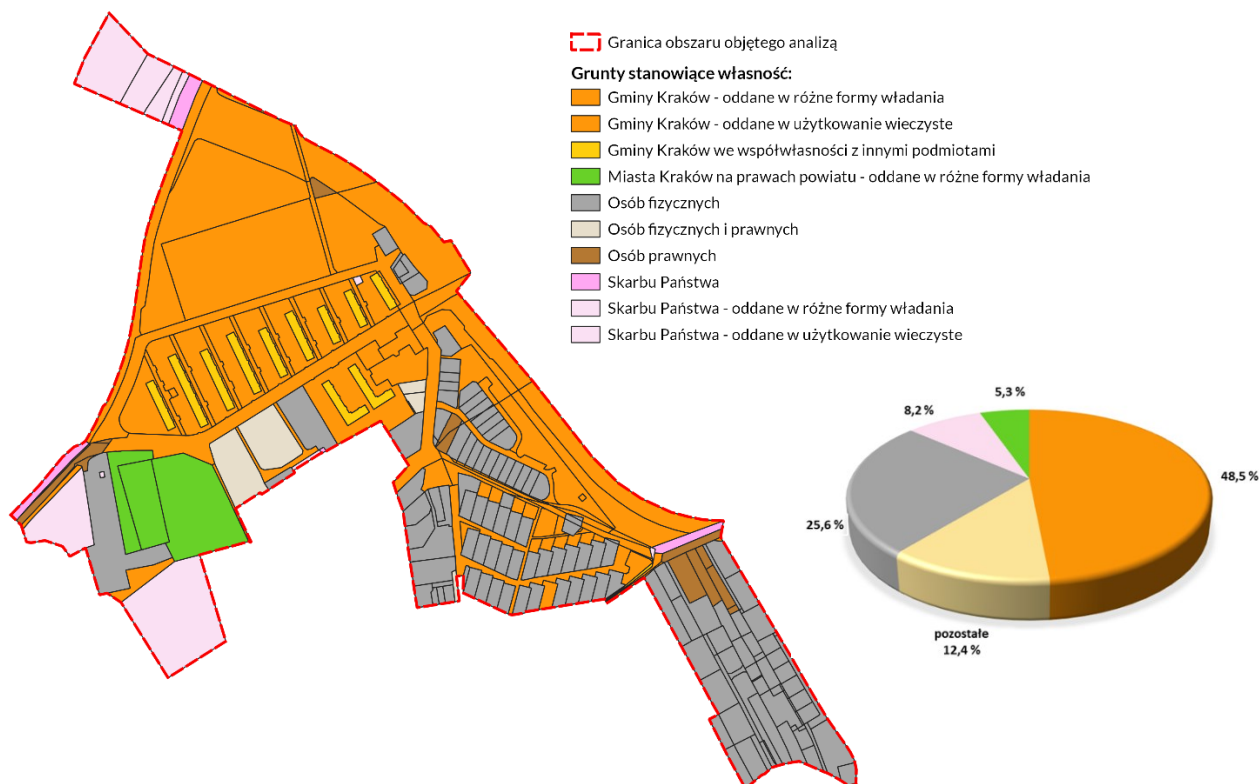 Granica obszaru objętego analizą
Grunty stanowiące własność:
Gminy Kraków - oddane w różne formy władania
Gminy Kraków - oddane w użytkowanie wieczyste
Gminy Kraków we współwłasności z innymi podmiotami
Miasta Kraków na prawach powiatu - oddane w różne formy władania
Osób fizycznych
Osób fizycznych i prawnych
Osób prawnych
Skarbu Państwa
Skarbu Państwa - oddane w różne formy władania
Skarbu Państwa - oddane w użytkowanie wieczyste
5,3 %
8,2 %
48,5 %
25,6 %
pozostałe
12,4 %